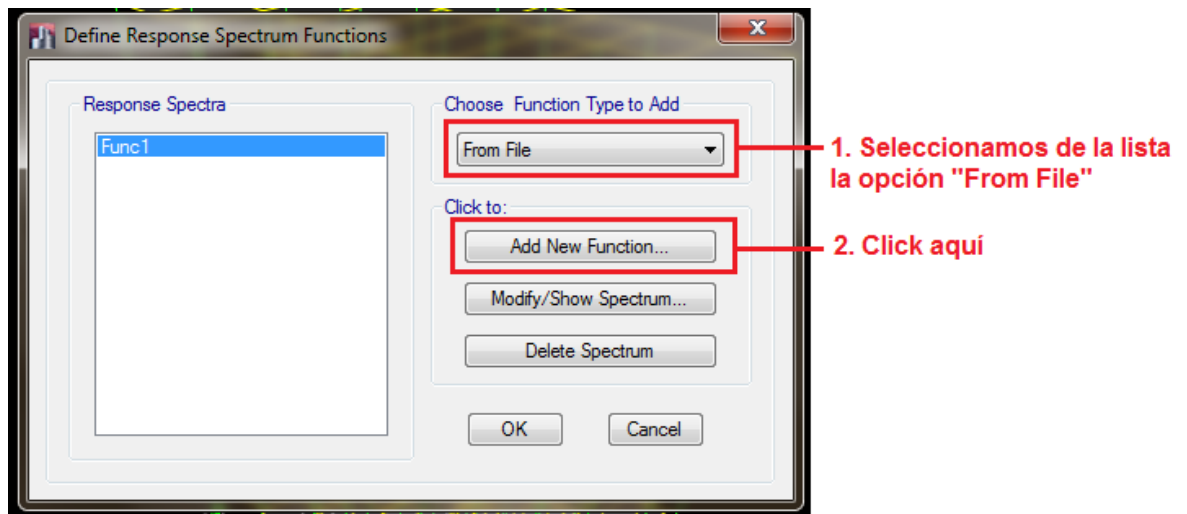 Define Response Spectrum Functions
Response Spectra
Func1
Choose Function Type to Add
From File
1. Seleccionamos de la lista
la opción "From File"
Click to:
Add New Function...
2. Click aquí
Modify/Show Spectrum...
Delete Spectrum
OK
Cancel